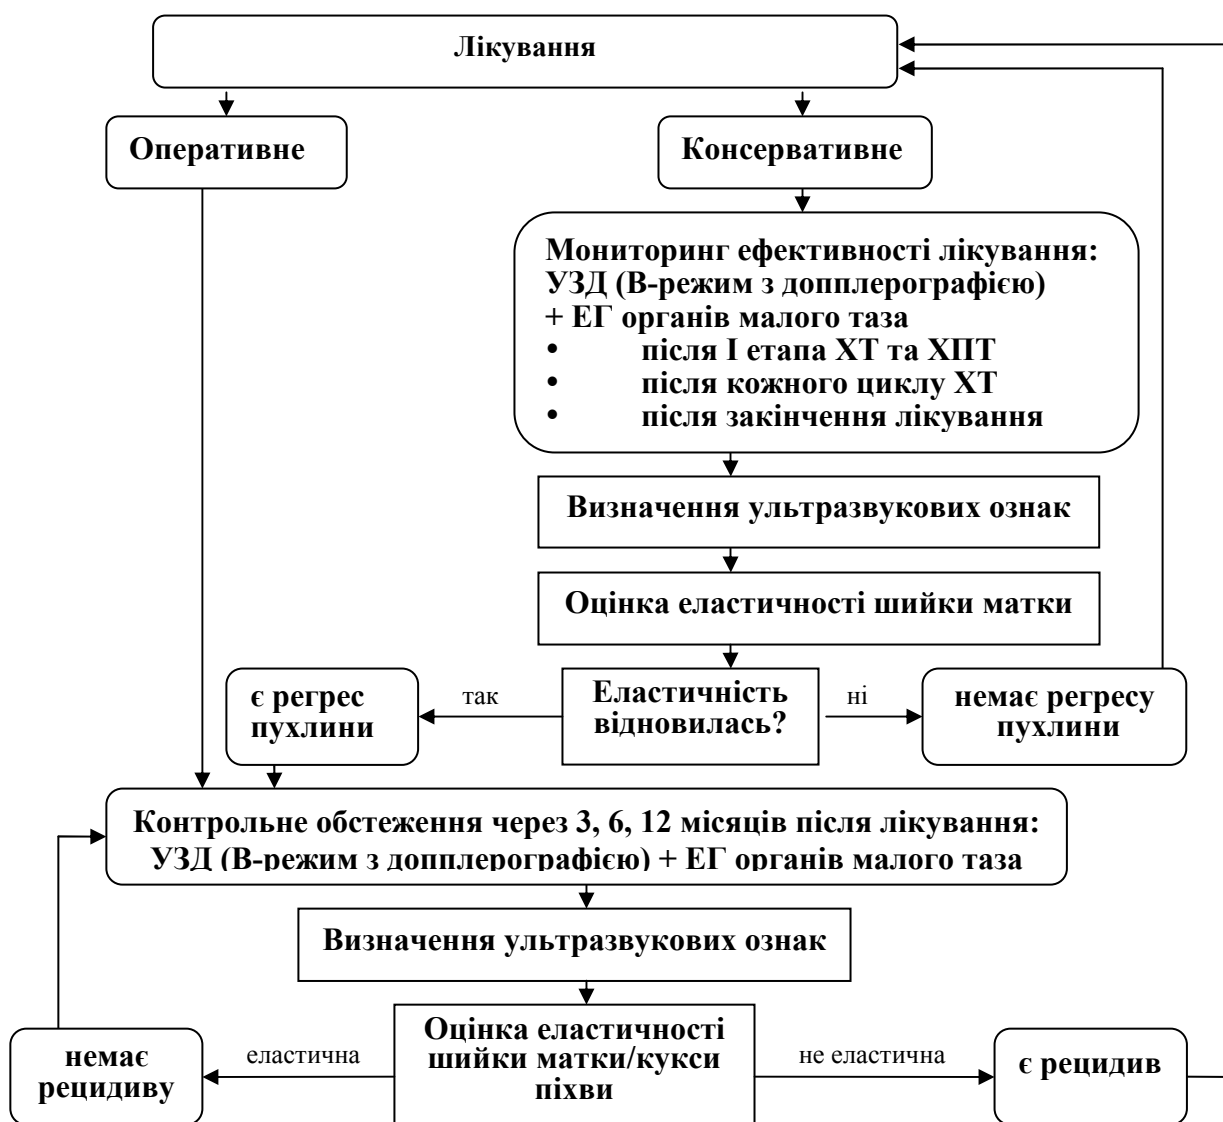 Лікування
Оперативне
Консервативне
Мониторинг ефективності лікування:
УЗД (В-режим з допплерографією)
+ ЕГ органів малого таза
• після I етапа ХТ та ХПТ
• після кожного циклу ХТ
• після закінчення лікування
Визначення ультразвукових ознак
Оцінка еластичності шийки матки
є регрес
пухлини
так
Еластичність
відновилась?
ні
немає регресу
пухлини
Контрольне обстеження через 3, 6, 12 місяців після лікування:
УЗД (В-режим з допплерографією) + ЕГ органів малого таза
Визначення ультразвукових ознак
немає
рецидиву
еластична
Оцінка еластичності
шийки матки/кукси
піхви
не еластична
є рецидив